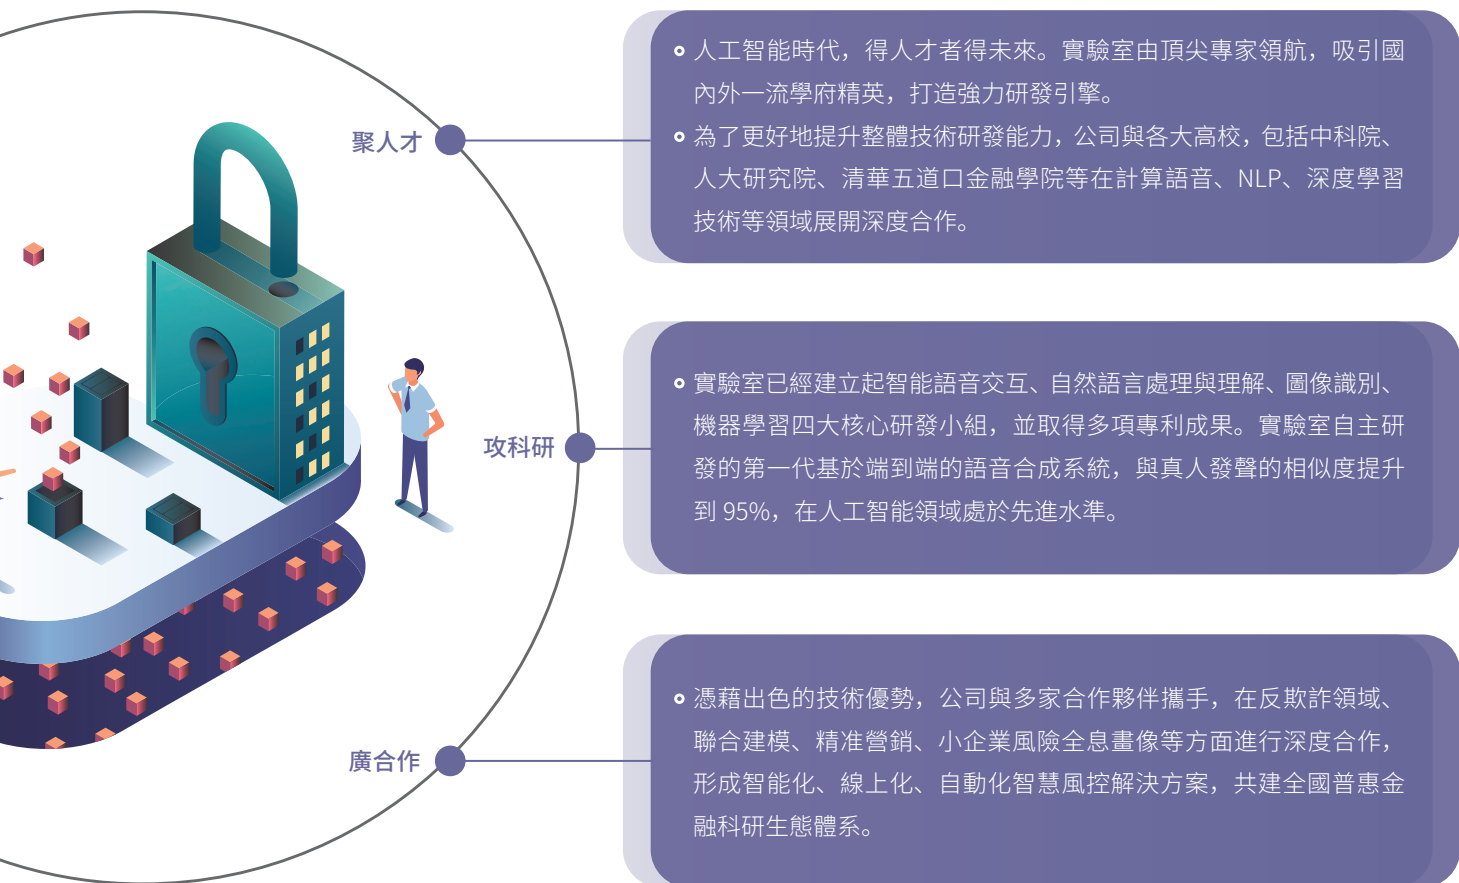 聚人才
人工智能時代，得人才者得未來。實驗室由頂尖專家領航，吸引國
內外一流學府精英，打造強力研發引擎。
為了更好地提升整體技術研發能力，公司與各大高校，包括中科院、
人大研究院、清華五道口金融學院等在計算語音、NLP、深度學習
技術等領域展開深度合作。
攻科研
實驗室已經建立起智能語音交互、自然語言處理與理解、圖像識別、
機器學習四大核心研發小組，並取得多項專利成果。實驗室自主研
發的第一代基於端到端的語音合成系統，與真人發聲的相似度提升
到 95%，在人工智能領域處於先進水準。
廣合作
憑藉出色的技術優勢，公司與多家合作夥伴攜手，在反欺詐領域、
聯合建模、精准營銷、小企業風險全息畫像等方面進行深度合作，
形成智能化、線上化、自動化智慧風控解決方案，共建全國普惠金
融科研生態體系。